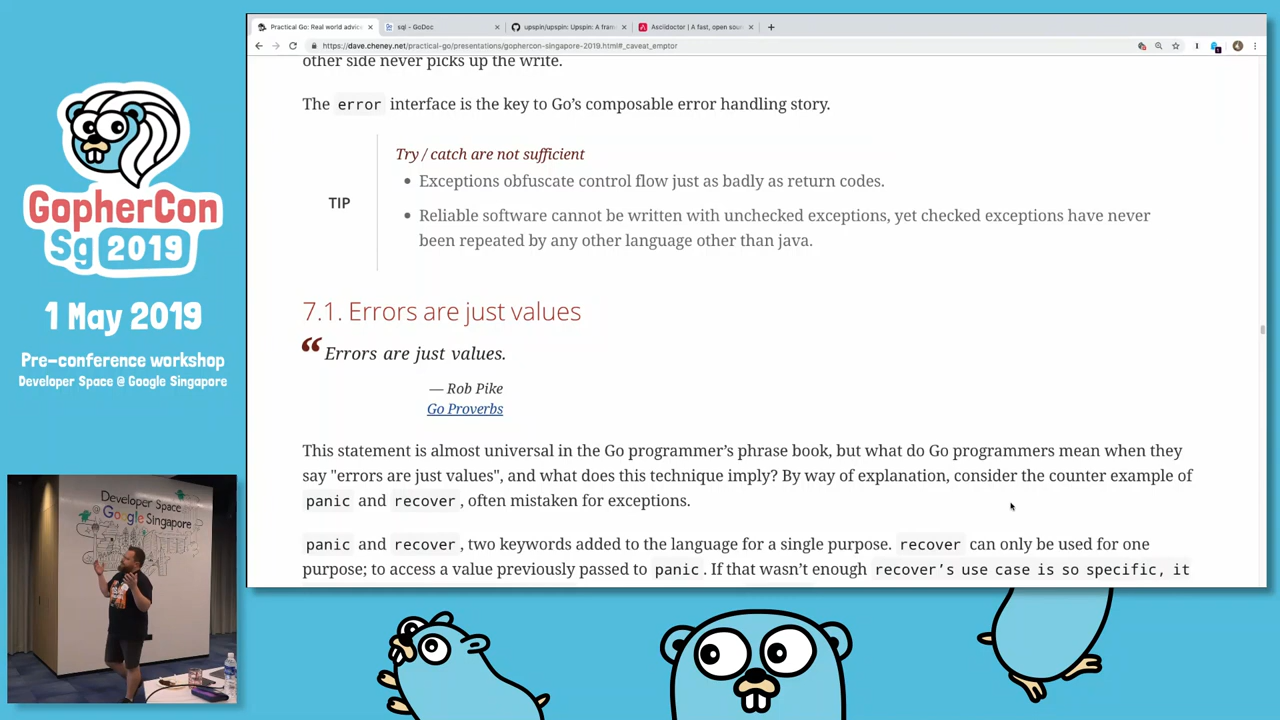 Practical Go: Real world advic
sql - GoDoc
upspin/upspin: Upspin: A fram
Asciidoctor | A fast, open sou
https://dave.cheney.net/practical-go/presentations/gophercon-singapore-2019.html#_caveat_emptor
other side never picks up the write.
The error interface is the key to Go’s composable error handling story.
Try / catch are not sufficient
• Exceptions obfuscate control flow just as badly as return codes.
TIP
• Reliable software cannot be written with unchecked exceptions, yet checked exceptions have never
been repeated by any other language other than java.
7.1. Errors are just values
“ Errors are just values.
— Rob Pike
Go Proverbs
This statement is almost universal in the Go programmer’s phrase book, but what do Go programmers mean when they
say "errors are just values", and what does this technique imply? By way of explanation, consider the counter example of
panic and recover, often mistaken for exceptions.
panic and recover, two keywords added to the language for a single purpose. recover can only be used for one
purpose; to access a value previously passed to panic. If that wasn’t enough recover’s use case is so specific, it
GopherCon
Sg 2019
1 May 2019
Pre-conference workshop
Developer Space @ Google Singapore
Developer Space
@ Google Singapore